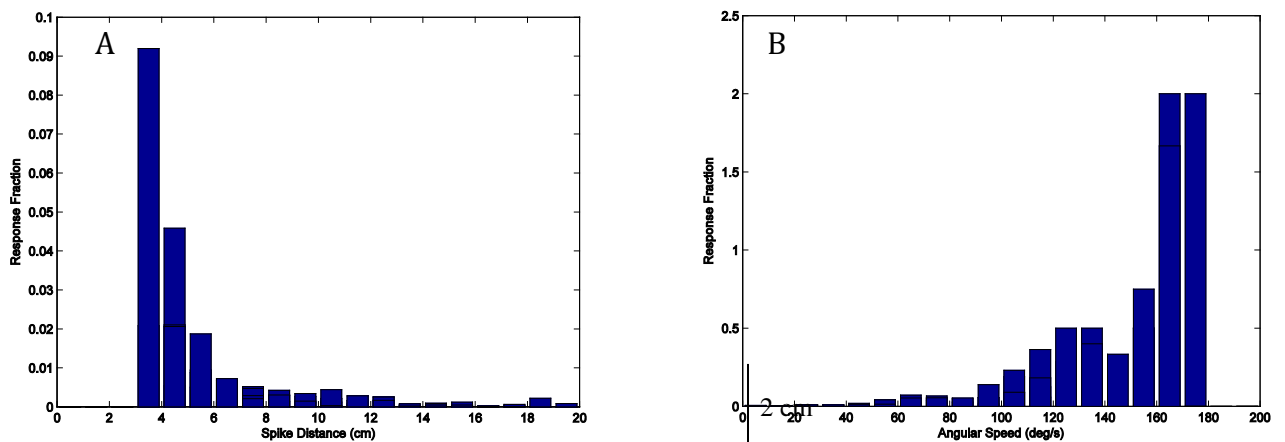 A
0.1
0.09
0.08
0.07
0.06
0.05
0.04
0.03
0.02
0.01
0
Response Fraction
0 2 4 6 8 10 12 14 16 18 20
Spike Distance (cm)
B
2.5
2
1.5
1
0.5
0
Response Fraction
20 40 60 80 100 120 140 160 180 200
2 cm
Angular Speed (deg/s)